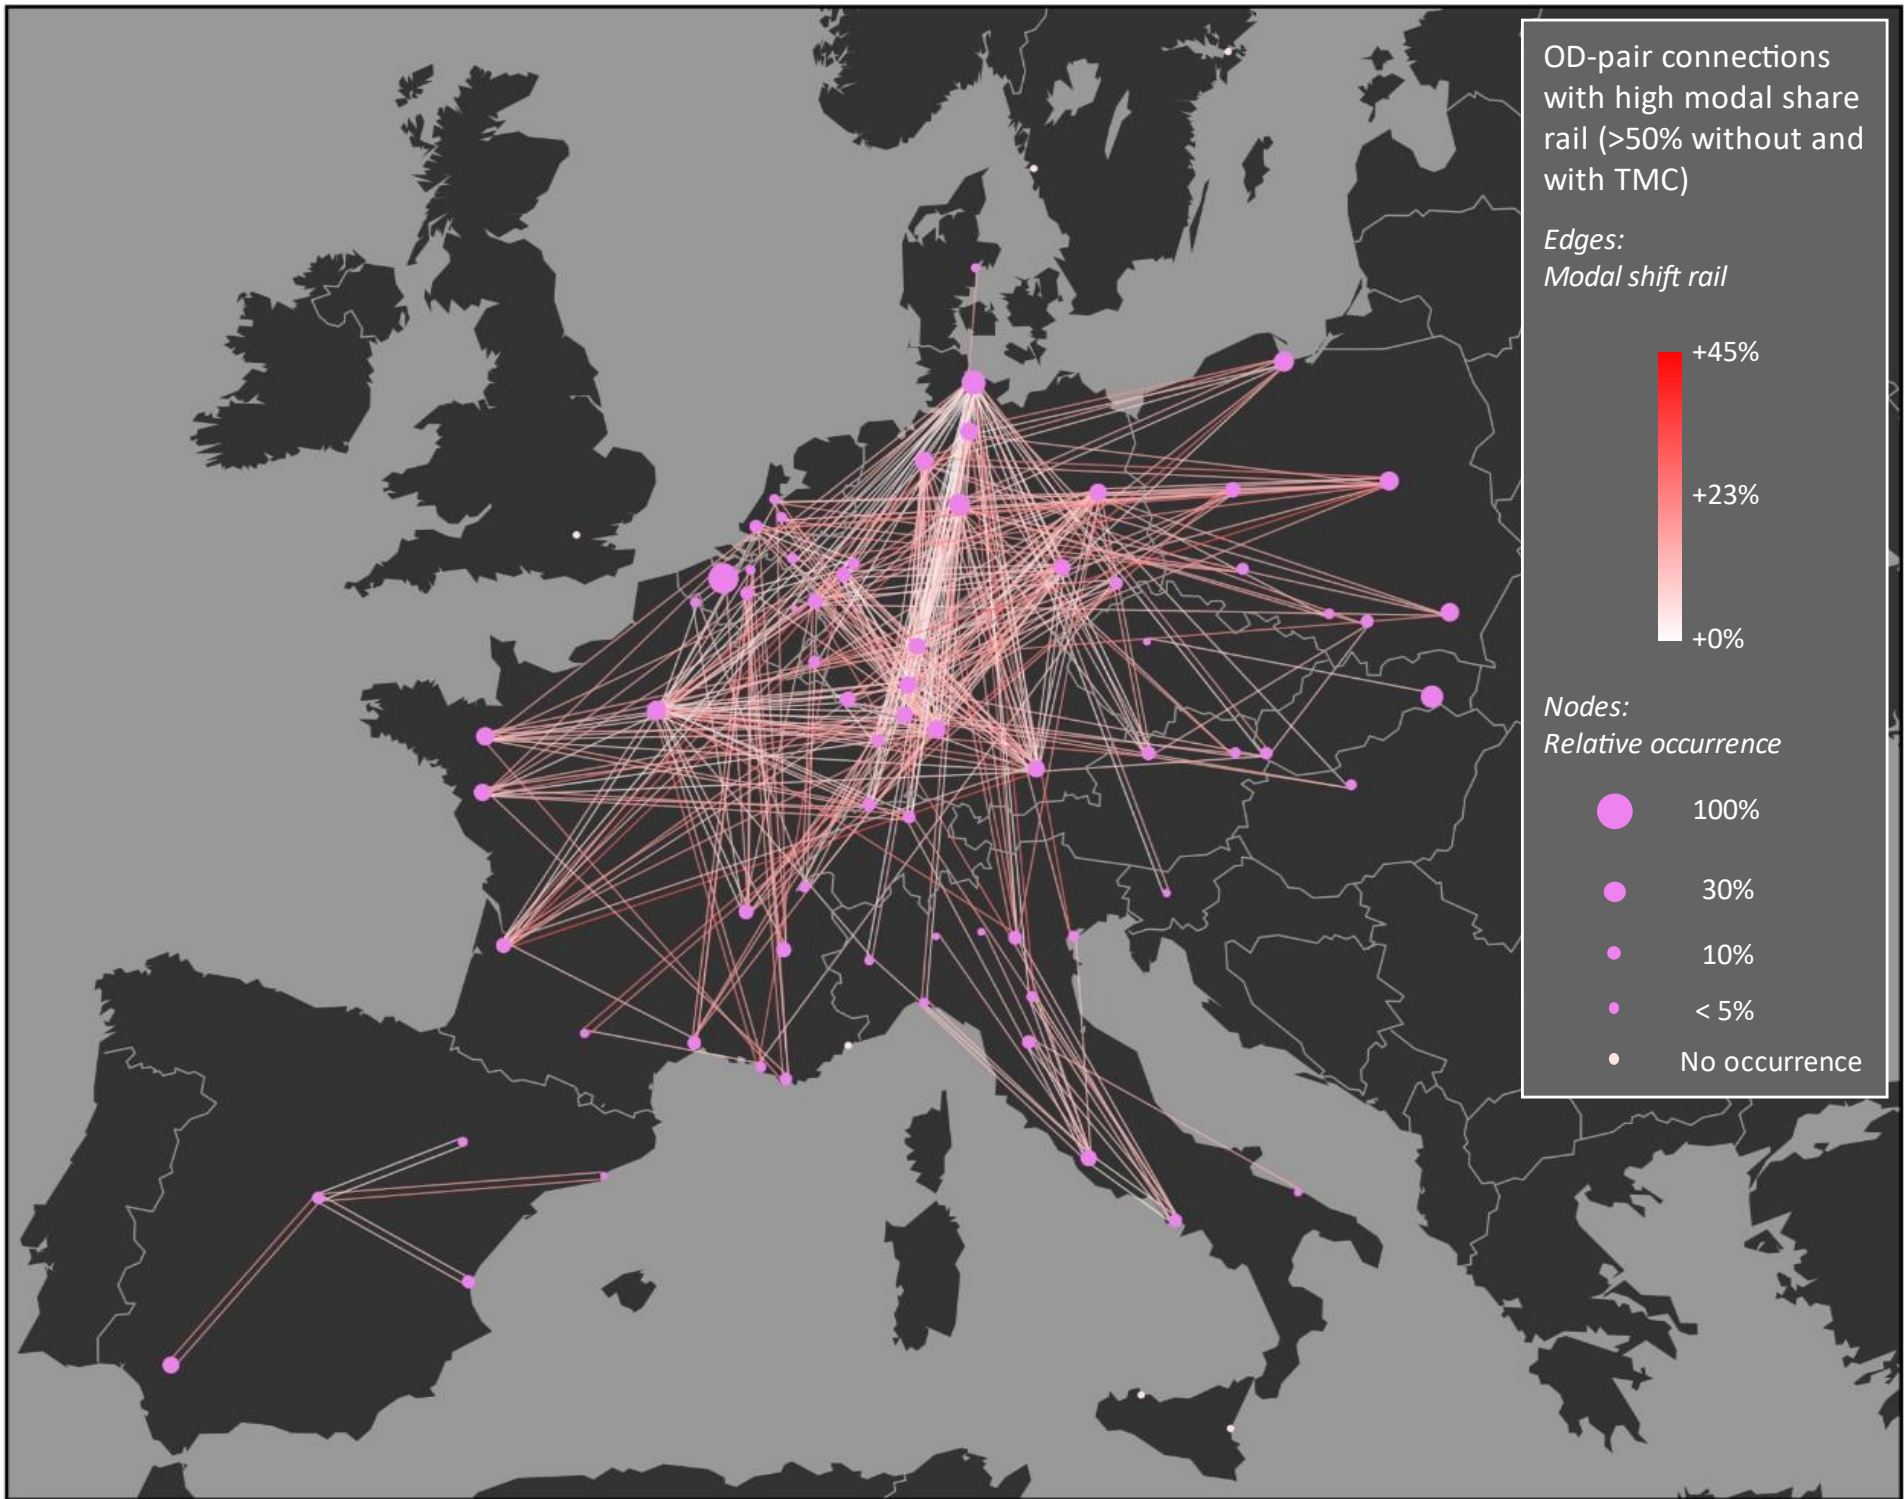 OD-pair connections
with high modal share
rail (>50% without and
with TMC)
Edges:
Modal shift rail
+45%
+23%
+0%
Nodes:
Relative occurrence
100%
30%
10%
< 5%
No occurrence